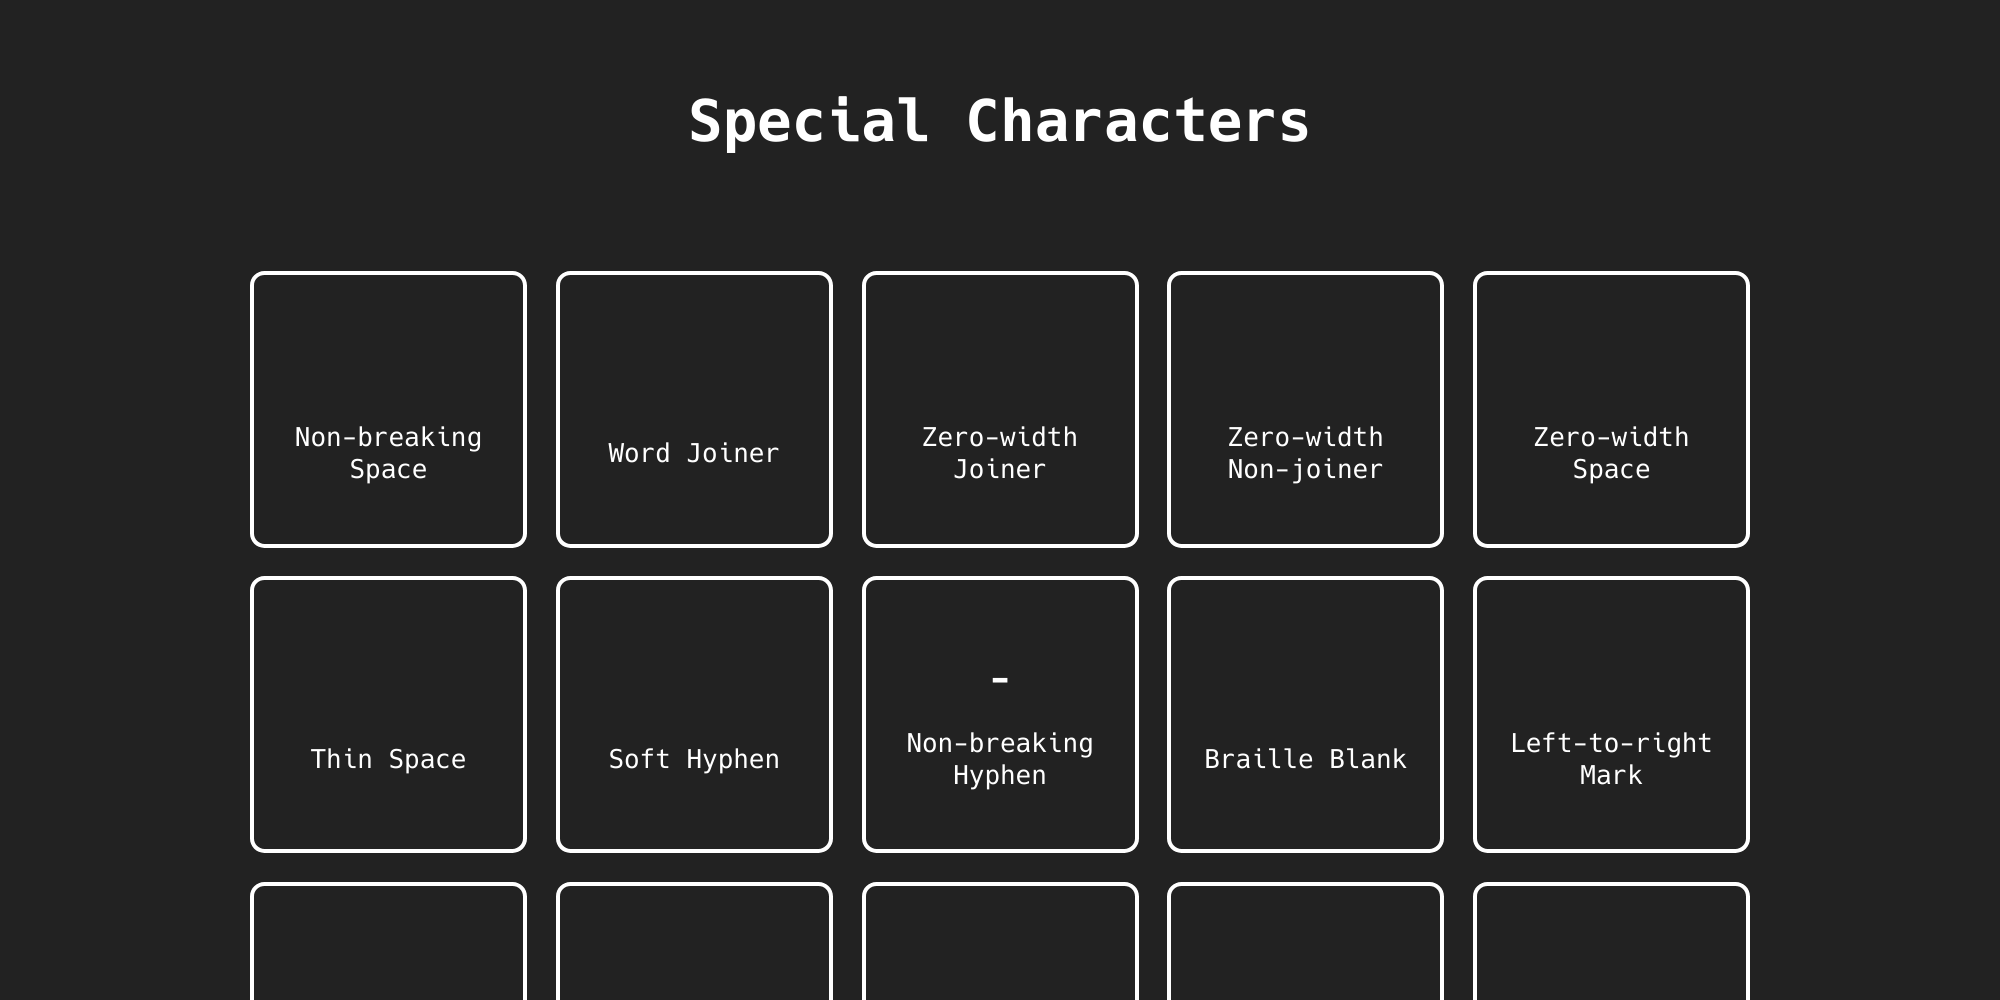 Special Characters
Non-breaking
Space
Word Joiner
Zero-width
Joiner
Zero-width
Non-joiner
Zero-width
Space
Thin Space
Soft Hyphen
-
Non-breaking
Hyphen
Braille Blank
Left-to-right
Mark